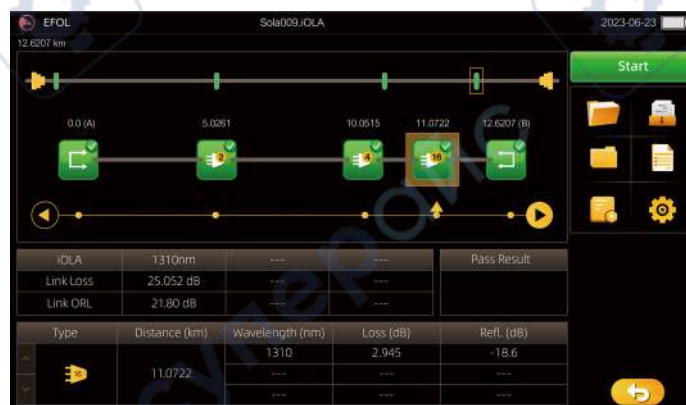 EFOL Sola009.iOLA 2023-06-23
12.6207 km
Start
0.0 (A) 5.0261 10.0515 11.0722 12.6207 (B)
2 4 16
iOLA 1310nm --- --- Pass Result
Link Loss 25.052 dB --- ---
Link ORL 21.80 dB --- ---
Type Distance (km) Wavelength (nm) Loss (dB) Refl. (dB)
16 11.0722 1310 2.945 -18.6
--- --- ---
--- --- ---
суперайс